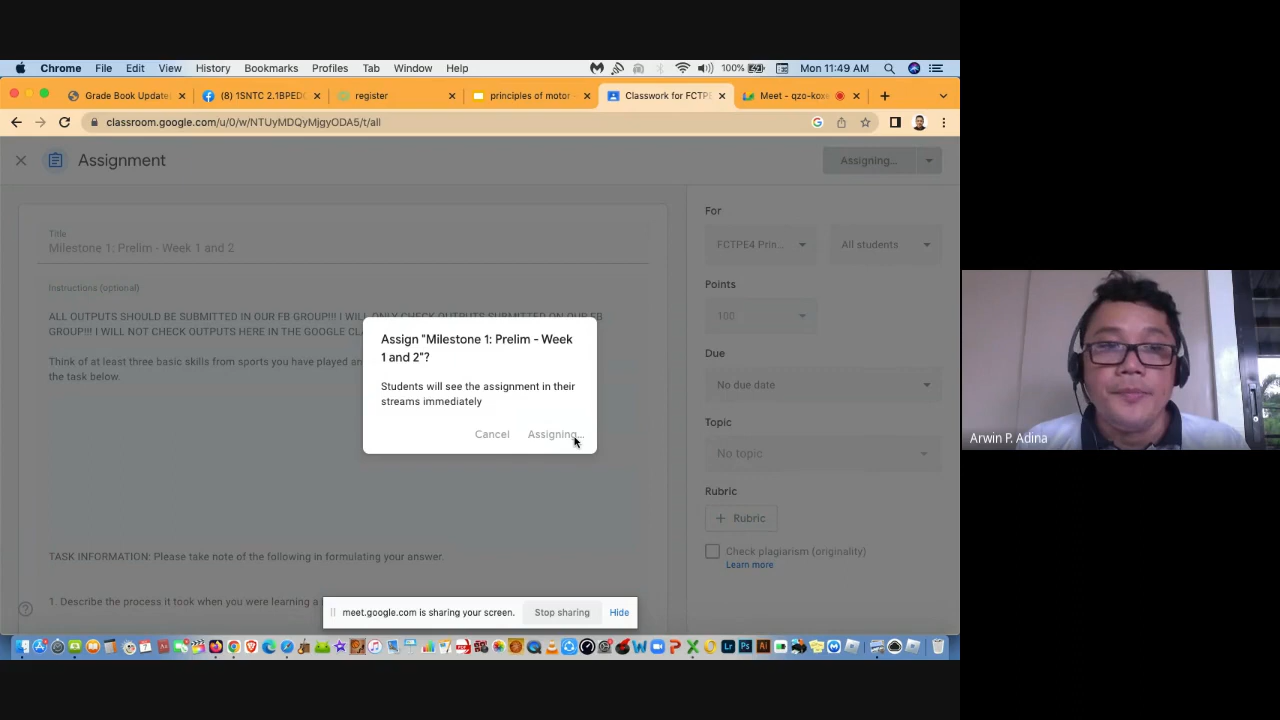 Chrome File Edit View History Bookmarks Profiles Tab Window Help 100% Mon 11:49 AM
Grade Book Update (8) 1SNTC 2.1BPED register principles of motor Classwork for FCTPE Meet - qzo-kox
classroom.google.com/u/0/w/NTUyMDQyMjgyODA5/t/all
Assignment Assigning...
Title
Milestone 1: Prelim - Week 1 and 2
Instructions (optional)
ALL OUTPUTS SHOULD BE SUBMITTED IN OUR FB GROUP!!! I WILL ONLY CHECK OUTPUTS SUBMITTED ON OUR FB
GROUP!!! I WILL NOT CHECK OUTPUTS HERE IN THE GOOGLE CL
Think of at least three basic skills from sports you have played an
the task below.
TASK INFORMATION: Please take note of the following in formulating your answer.
1. Describe the process it took when you were learning a
Assign "Milestone 1: Prelim - Week
1 and 2"?
Students will see the assignment in their
streams immediately
Cancel Assigning...
For
FCTPE4 Prin... All students
Points
100
Due
No due date
Topic
No topic
Rubric
+ Rubric
Check plagiarism (originality)
Learn more
meet.google.com is sharing your screen. Stop sharing Hide
Arwin P. Adina